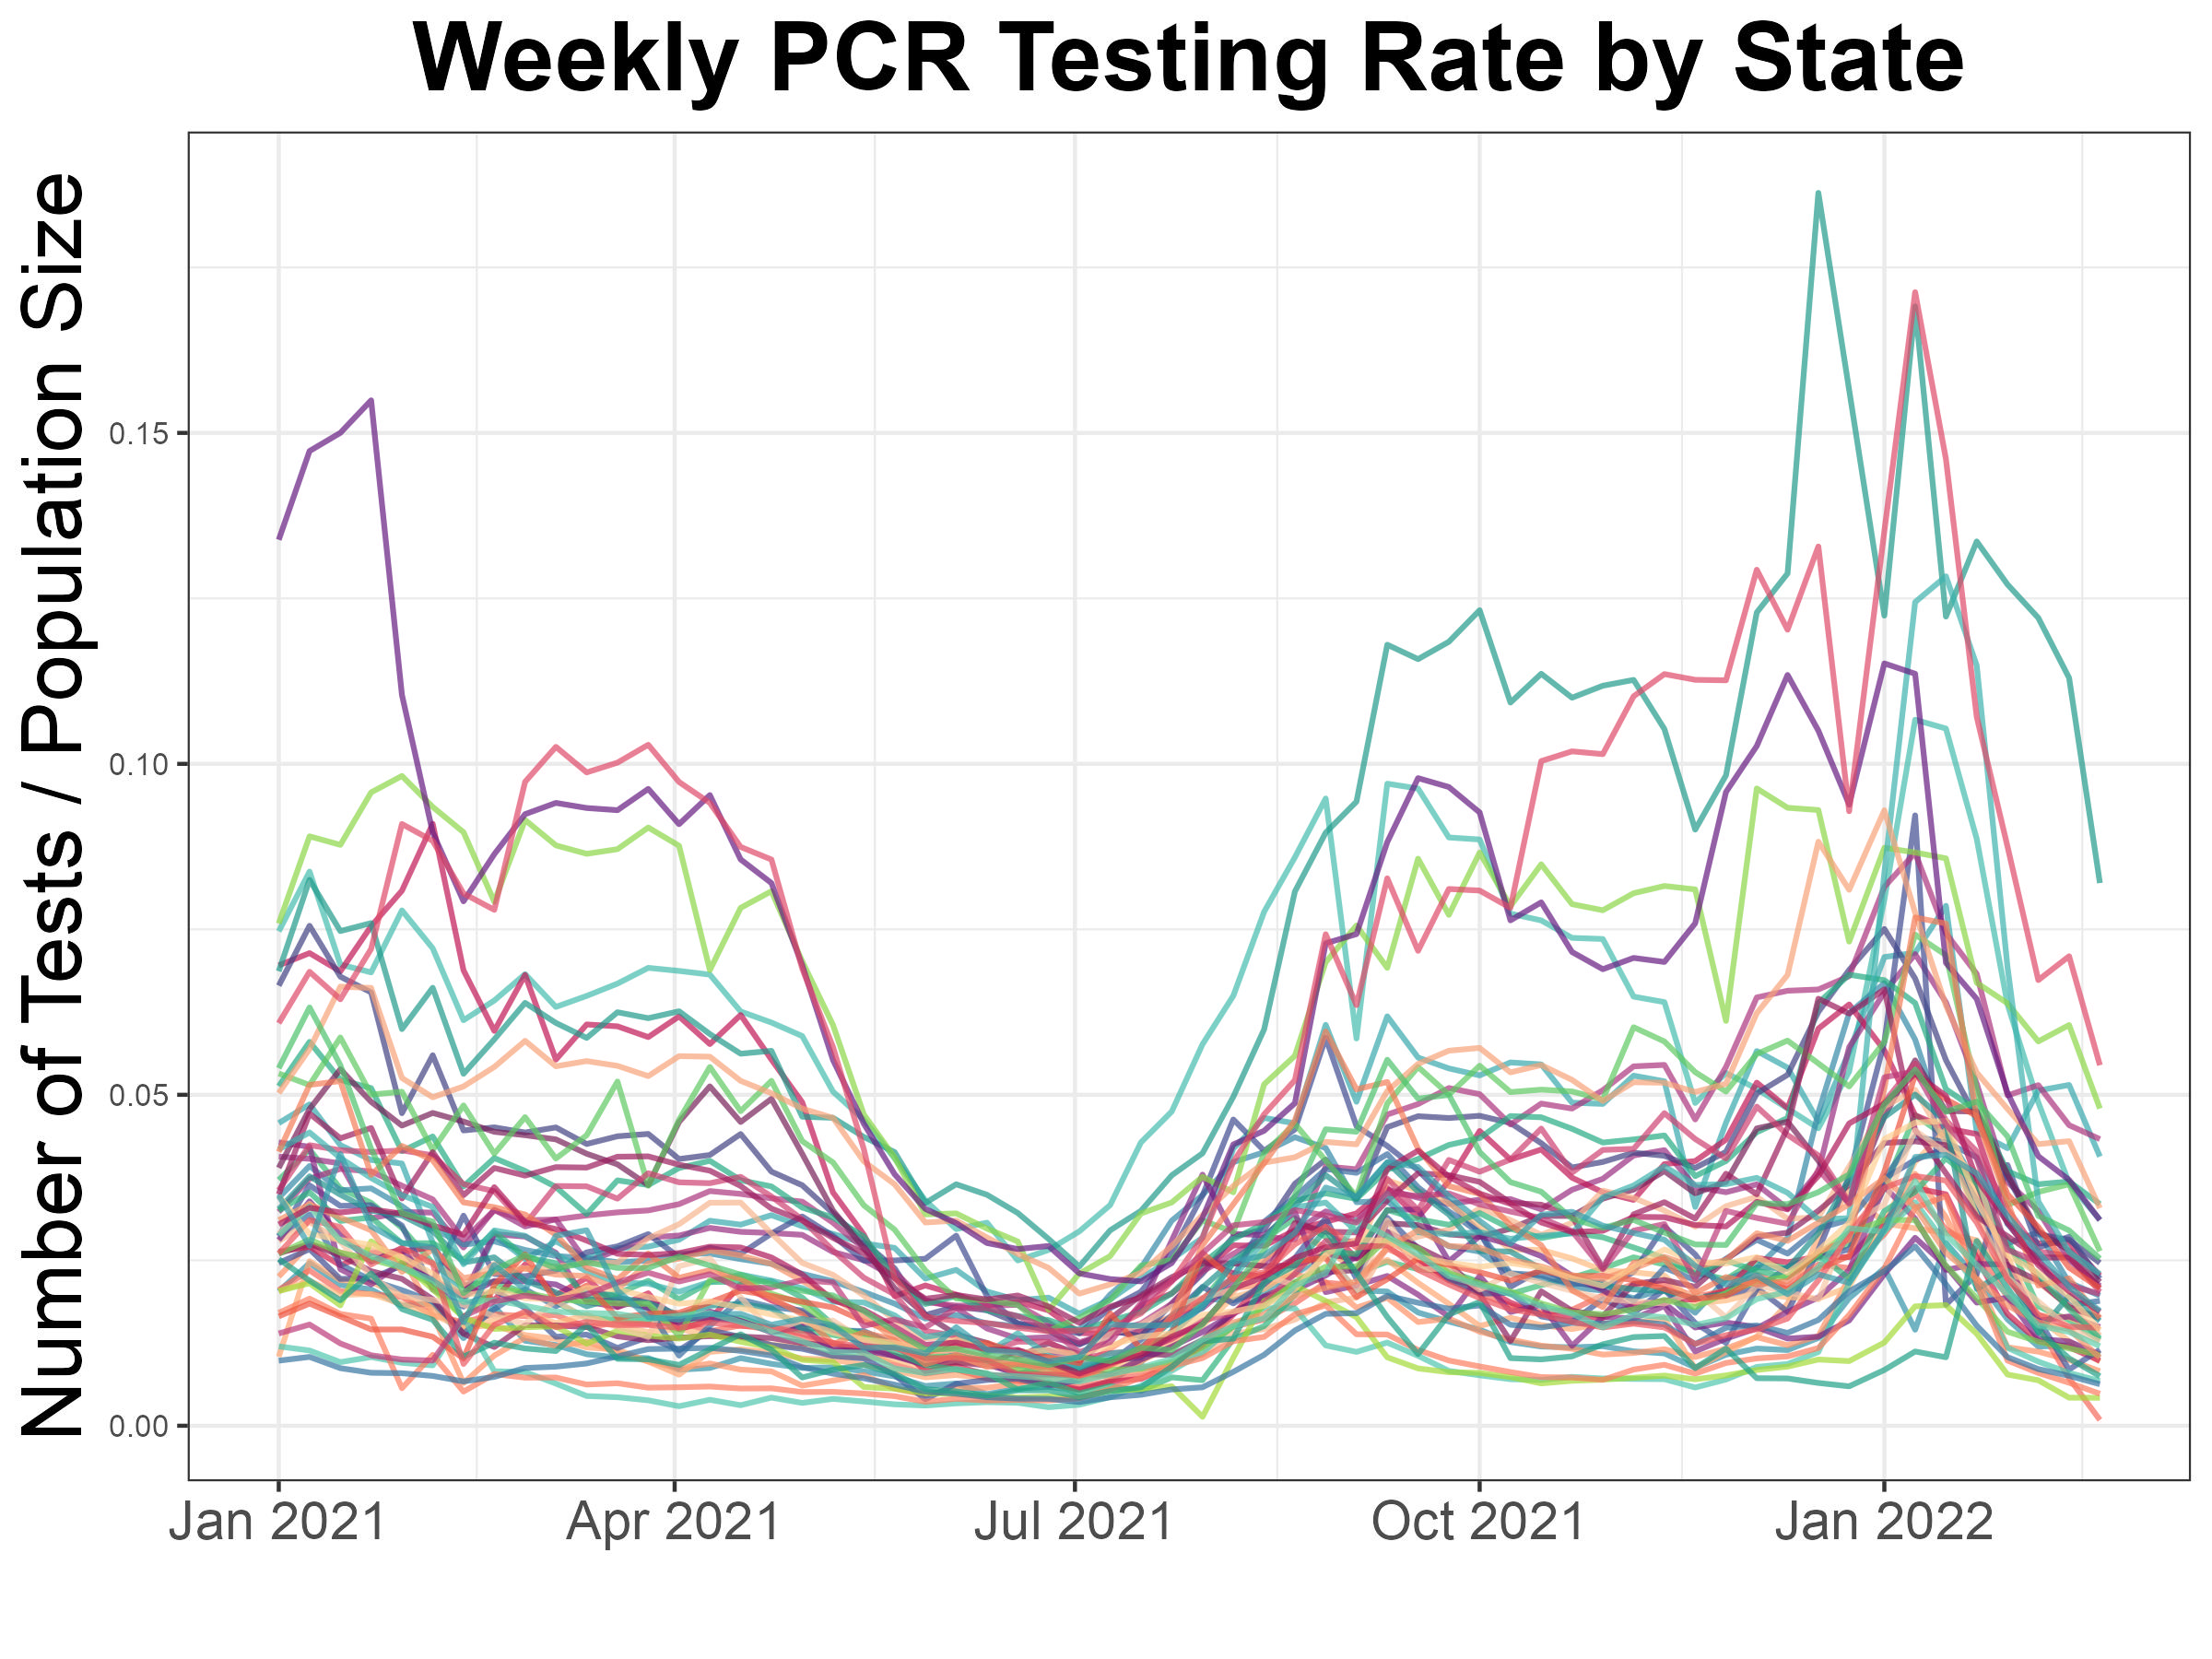 Weekly PCR Testing Rate by State
Number of Tests / Population Size
0.15
0.10
0.05
0.00
Jan 2021
Apr 2021
Jul 2021
Oct 2021
Jan 2022